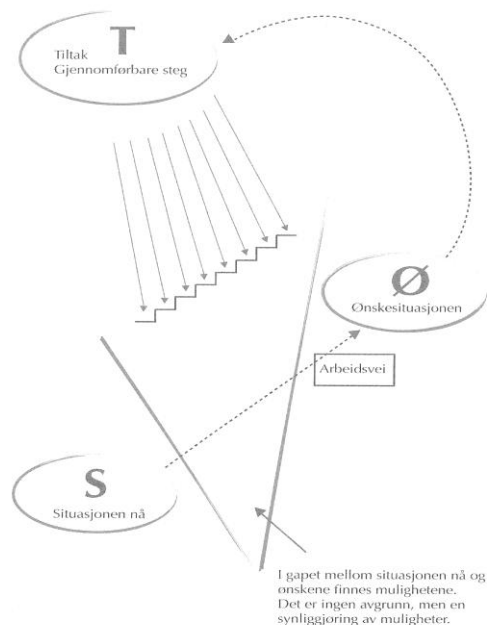 T
Tiltak
Gjennomførbare steg
Ø
Ønskesituasjonen
Arbeidsvei
S
Situasjonen nå
I gapet mellom situasjonen nå og
ønskene finnes mulighetene.
Det er ingen avgrunn, men en
synliggjøring av muligheter.